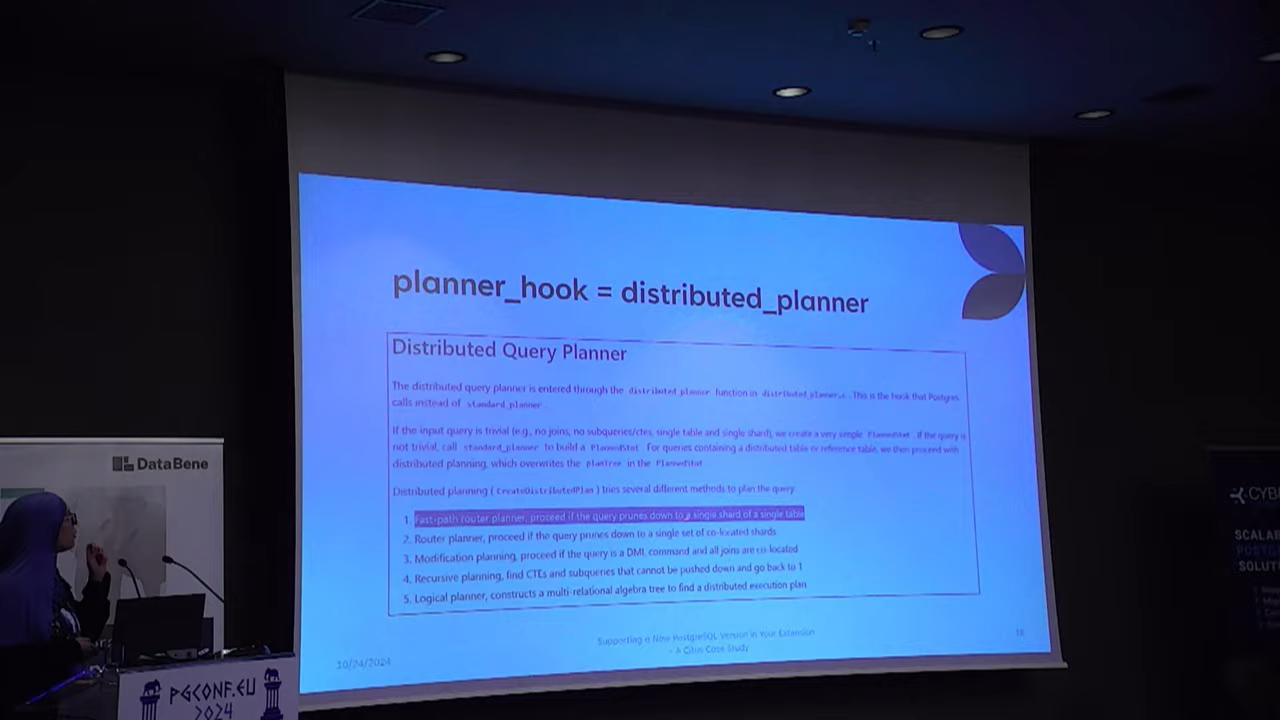 planner_hook = distributed_planner
Distributed Query Planner
The distributed query planner is entered through the distributed_planner function in distributed_planner.c. This is the hook that Postgres
calls instead of standard_planner.
If the input query is trivial (e.g., no joins, no subqueries/ctes, single table and single shard), we create a very simple PlannedStmt. If the query is
not trivial, call standard_planner to build a PlannedStmt. For queries containing a distributed table or reference table, we then proceed with
distributed planning, which overwrites the planTree in the PlannedStmt.
Distributed planning (CreateDistributedPlan) tries several different methods to plan the query:
1. Fast-path router planner, proceed if the query prunes down to a single shard of a single table
2. Router planner, proceed if the query prunes down to a single set of co-located shards
3. Modification planning, proceed if the query is a DML command and all joins are co-located
4. Recursive planning, find CTEs and subqueries that cannot be pushed down and go back to 1
5. Logical planner, constructs a multi-relational algebra tree to find a distributed execution plan
10/24/2024
Supporting a New PostgreSQL Version in Your Extension
- A Citus Case Study
18
Data Bene
PGCONF.EU
2024
CYB
SCALA
POSTG
SOLUT